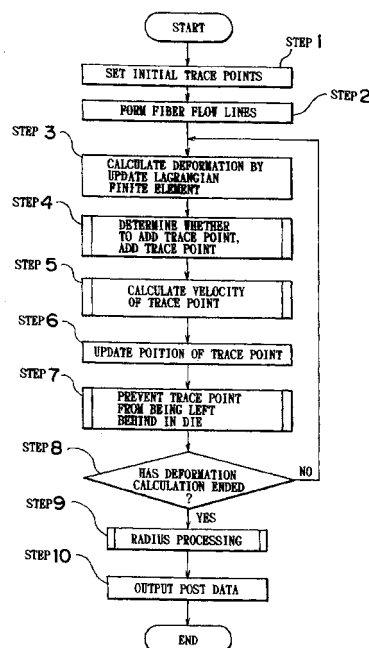 START
STEP 1
SET INITIAL TRACE POINTS
STEP 2
FORM FIBER FLOW LINES
STEP 3
CALCULATE DEFORMATION BY
UPDATE LAGRANGIAN
FINITE ELEMENT
STEP 4
DETERMINE WHETHER
TO ADD TRACE POINT,
ADD TRACE POINT
STEP 5
CALCULATE VELOCITY
OF TRACE POINT
STEP 6
UPDATE POITION OF TRACE POINT
STEP 7
PREVENT TRACE POINT
FROM BEING LEFT
BEHIND IN DIE
STEP 8
HAS DEFORMATION
CALCULATION ENDED
?
NO
YES
STEP 9
RADIUS PROCESSING
STEP 10
OUTPUT POST DATA
END